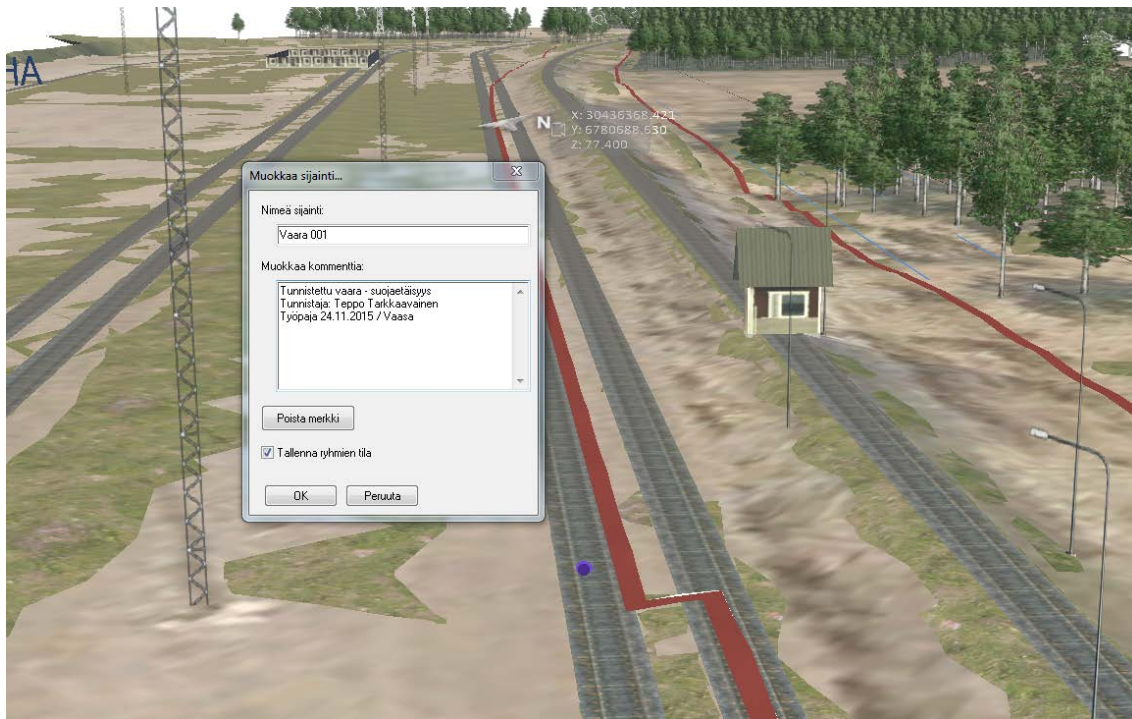 HA
N
X: 30436368.421
Y: 6780688.630
Z: 77.400
Muokkaa sijainti...
Nimeä sijainti:
Vaara 001
Muokkaa kommenttia:
Tunnistettu vaara - suojaetäisyys
Tunnistaja: Teppo Tarkkaavainen
Työpaja 24.11.2015 / Vaasa
Poista merkki
Tallenna ryhmien tila
OK
Peruuta